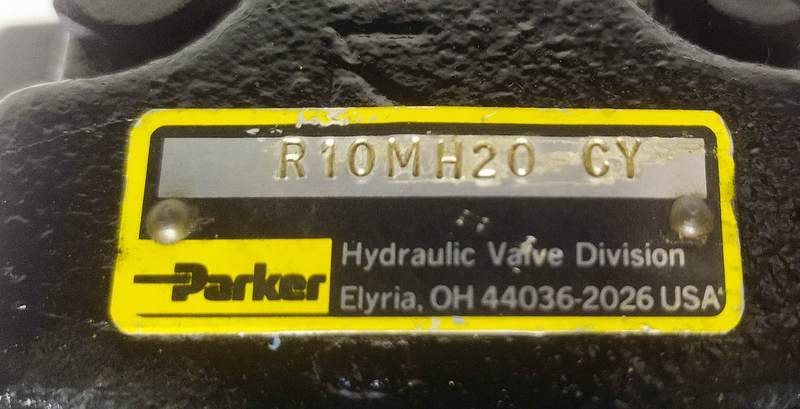 R10MH20 CY
Parker
Hydraulic Valve Division
Elyria, OH 44036-2026 USA